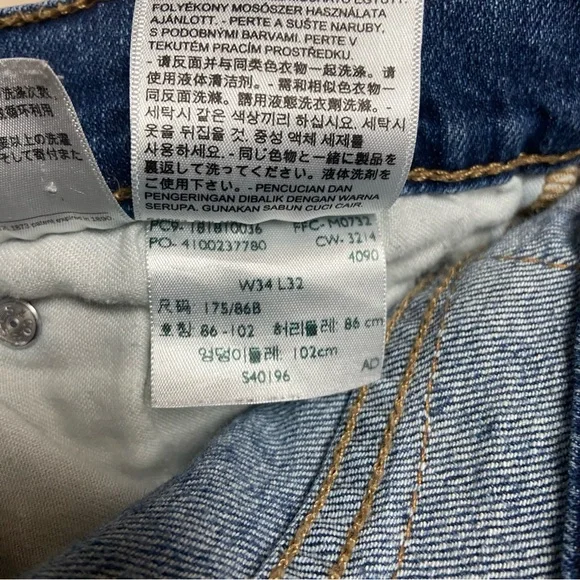 FOLYÉKONY MOSÓSZER HASZNÁLATA
AJÁNLOTT. - PERTE A SUŠTE NARUBY,
S PODOBNÝMI BARVAMI. PERTE V
TEKUTÉM PRACÍM PROSTŘEDKU.
- 请反面并与同类色衣物一起洗涤。请
使用液体清洁剂。 - 需和相似色衣物一
同反面洗滌。請用液態洗衣劑洗滌. -
세탁시 같은 색상끼리 하십시요. 세탁시
옷을 뒤집을 것. 중성 액체 세제를
사용하세요. - 同じ色物と一緒に製品を
裏返して洗ってください。液体洗剤を
ご使用下さい。 - PENCUCIAN DAN
PENGERINGAN DIBALIK DENGAN WARNA
SERUPA. GUNAKAN SABUN CUCI CAIR.
PC9- 181810036 FFC- M0732
PO- 4100237780 CW- 3214
4090
W34 L32
尺码 175/86B
호칭 86 -102 허리둘레: 86 cm
엉덩이둘레: 102cm
S40196 AD